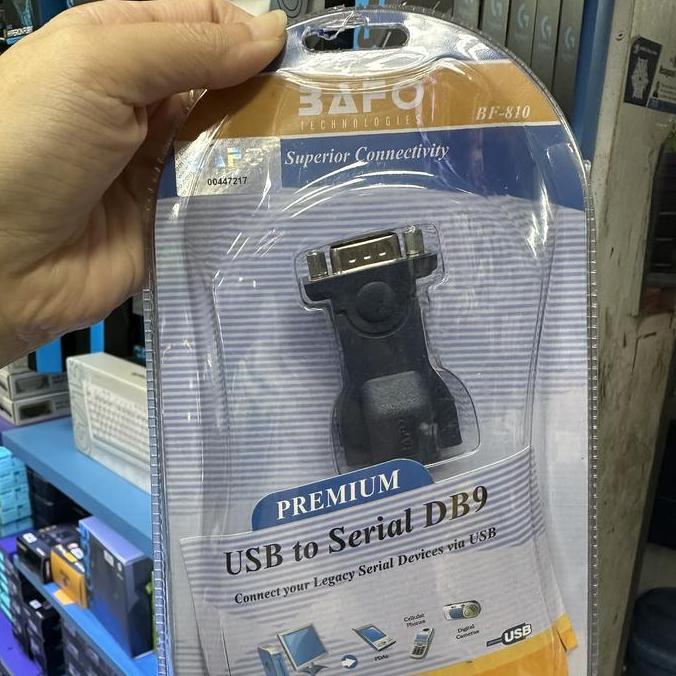 BAFO
TECHNOLOGIES
BF-810
Superior Connectivity
00447217
PREMIUM
USB to Serial DB9
Connect your Legacy Serial Devices via USB
Cellular
Phones
Digital
Cameras
PDAs
USB